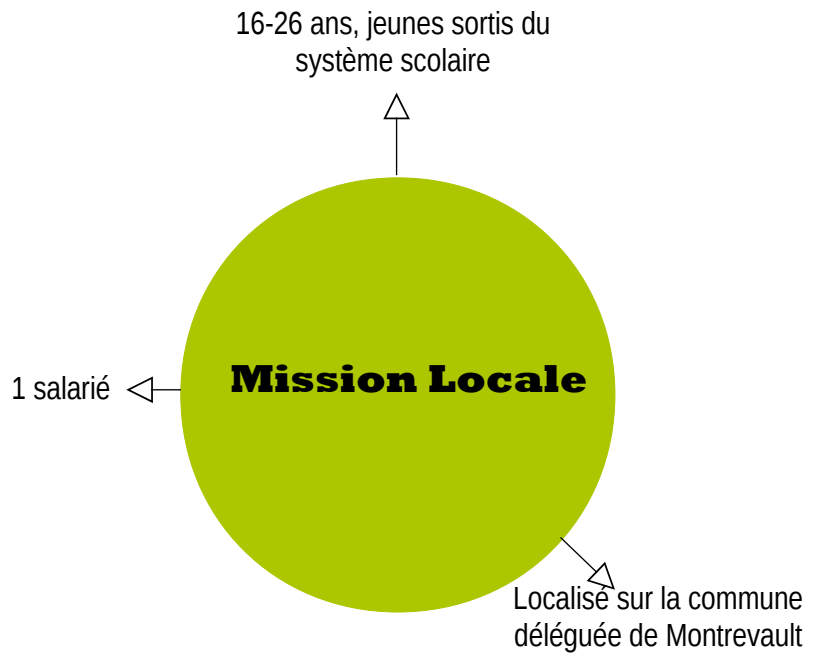 16-26 ans, jeunes sortis du
système scolaire
Mission Locale
1 salarié
Localisé sur la commune
déléguée de Montrevault